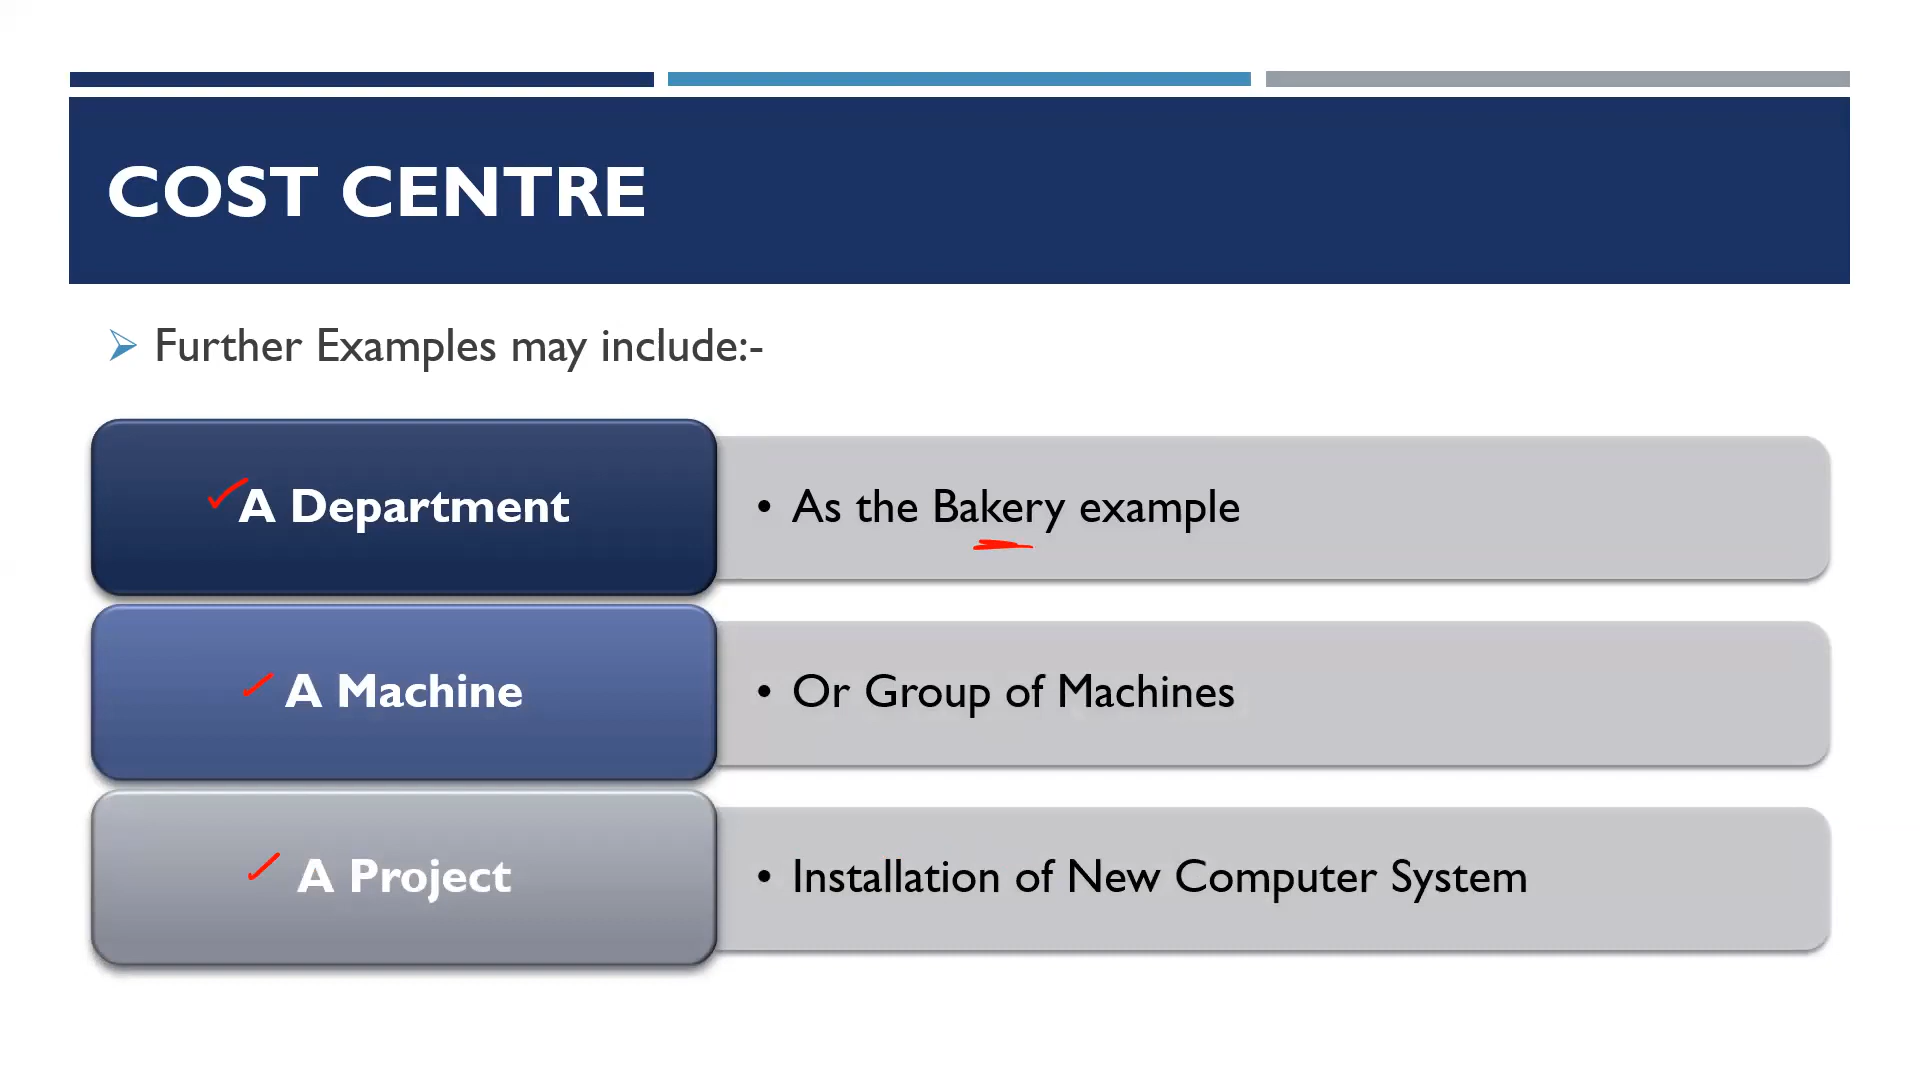 COST CENTRE
Further Examples may include:-
A Department
• As the Bakery example
A Machine
• Or Group of Machines
A Project
• Installation of New Computer System